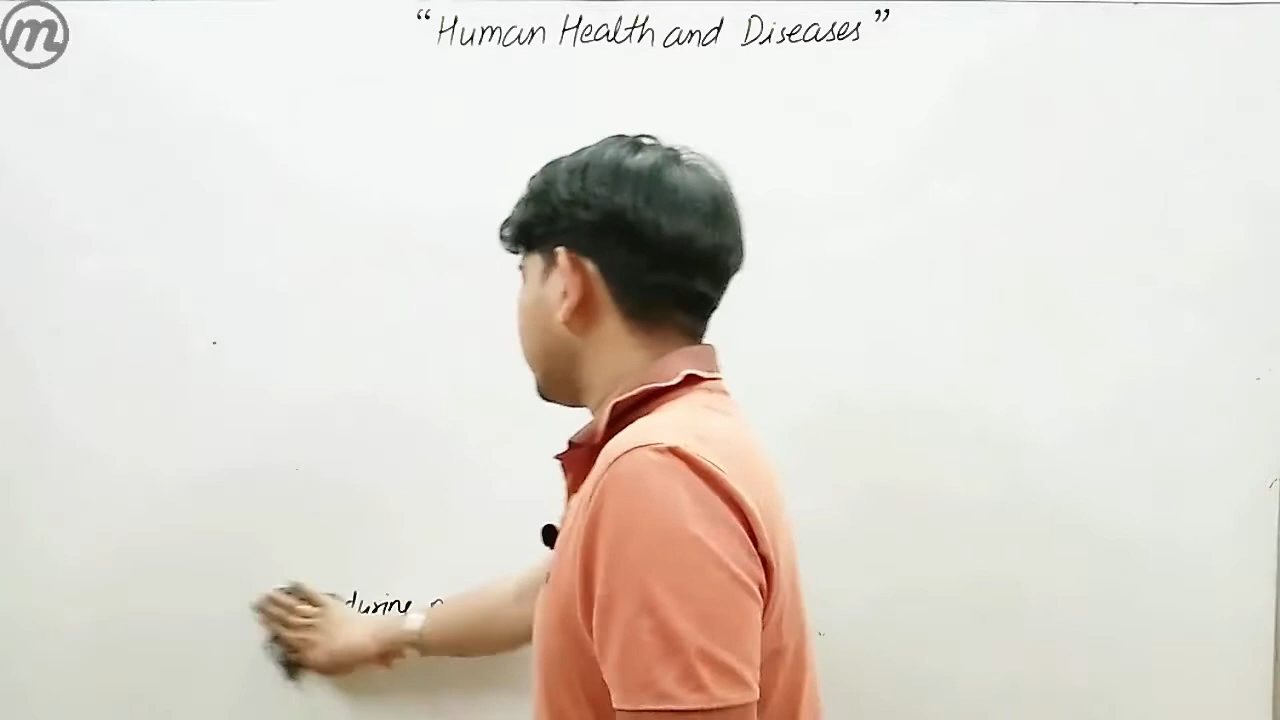 m
“Human Health and Diseases”
during